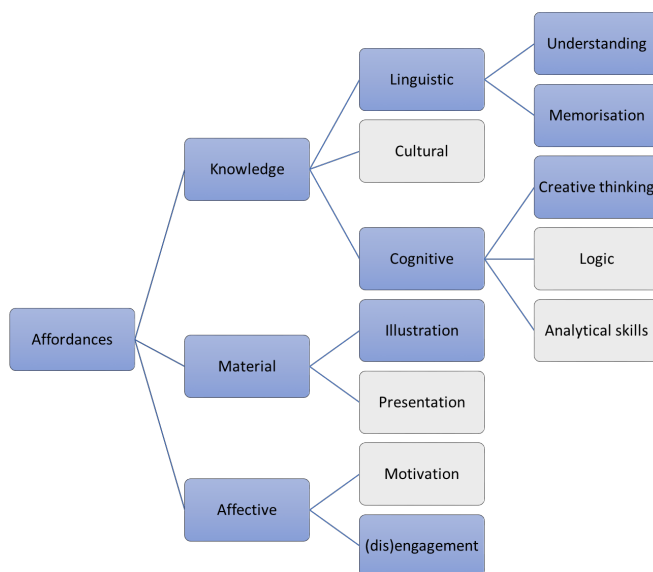 Affordances
Knowledge
Linguistic
Understanding
Memorisation
Cultural
Cognitive
Creative thinking
Logic
Analytical skills
Material
Illustration
Presentation
Affective
Motivation
(dis)engagement